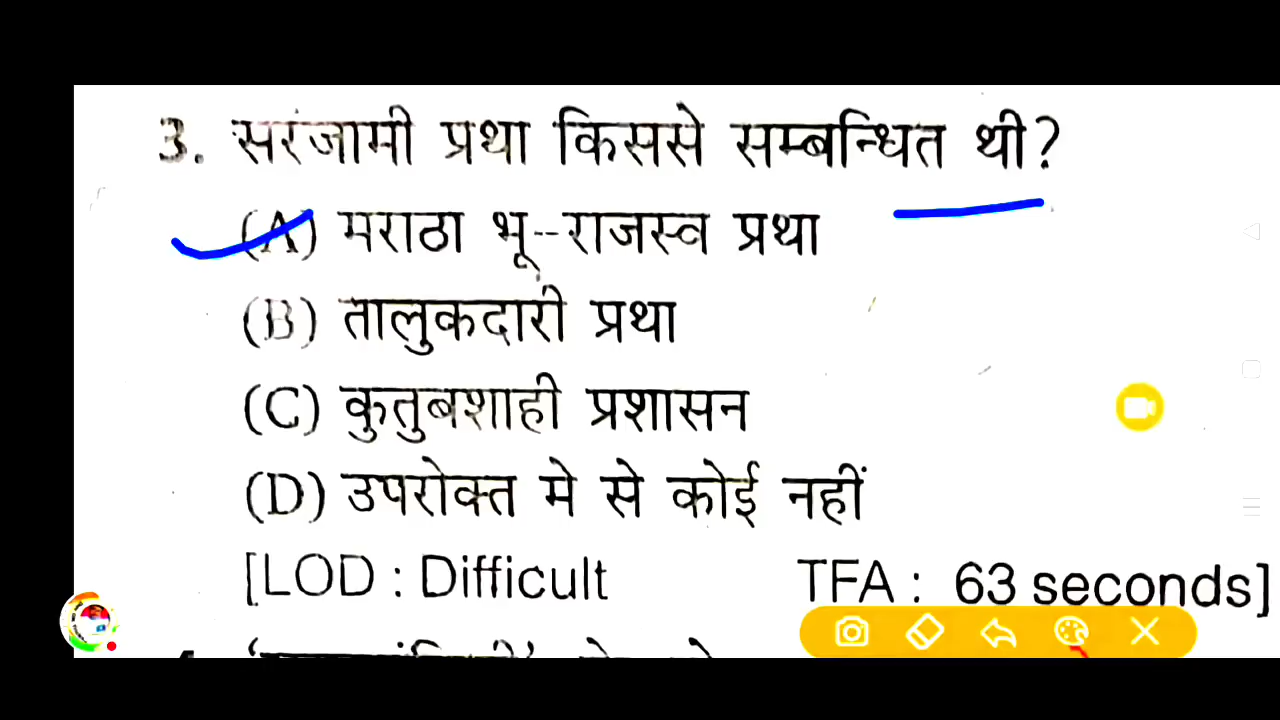 3. सरंजामी प्रथा किससे सम्बन्धित थी?
(A) मराठा भू--राजस्व प्रथा
(B) तालुकदारी प्रथा
(C) कुतुबशाही प्रशासन
(D) उपरोक्त मे से कोई नहीं
[LOD : Difficult TFA : 63 seconds]